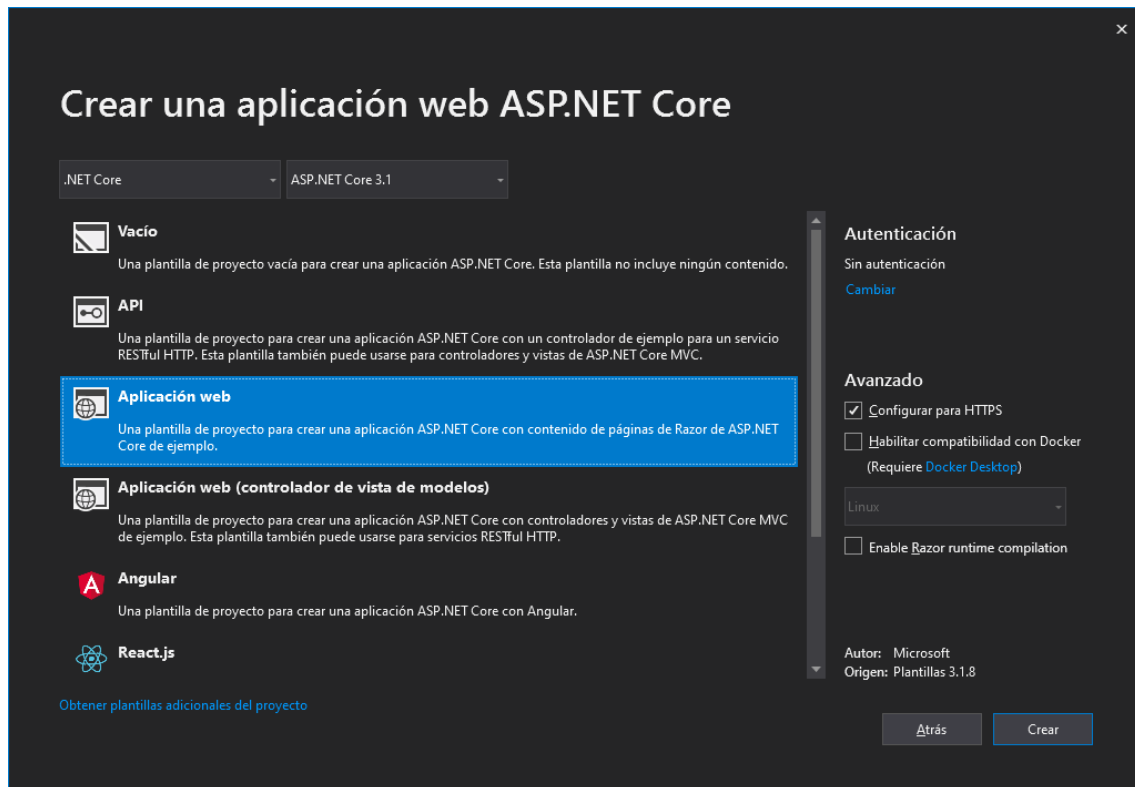 Crear una aplicación web ASP.NET Core
.NET Core
ASP.NET Core 3.1
Vacío
Una plantilla de proyecto vacía para crear una aplicación ASP.NET Core. Esta plantilla no incluye ningún contenido.
API
Una plantilla de proyecto para crear una aplicación ASP.NET Core con un controlador de ejemplo para un servicio
RESTful HTTP. Esta plantilla también puede usarse para controladores y vistas de ASP.NET Core MVC.
Aplicación web
Una plantilla de proyecto para crear una aplicación ASP.NET Core con contenido de páginas de Razor de ASP.NET
Core de ejemplo.
Aplicación web (controlador de vista de modelos)
Una plantilla de proyecto para crear una aplicación ASP.NET Core con controladores y vistas de ASP.NET Core MVC
de ejemplo. Esta plantilla también puede usarse para servicios RESTful HTTP.
Angular
Una plantilla de proyecto para crear una aplicación ASP.NET Core con Angular.
React.js
Obtener plantillas adicionales del proyecto
Autenticación
Sin autenticación
Cambiar
Avanzado
Configurar para HTTPS
Habilitar compatibilidad con Docker
(Requiere Docker Desktop)
Linux
Enable Razor runtime compilation
Autor: Microsoft
Origen: Plantillas 3.1.8
Atrás
Crear